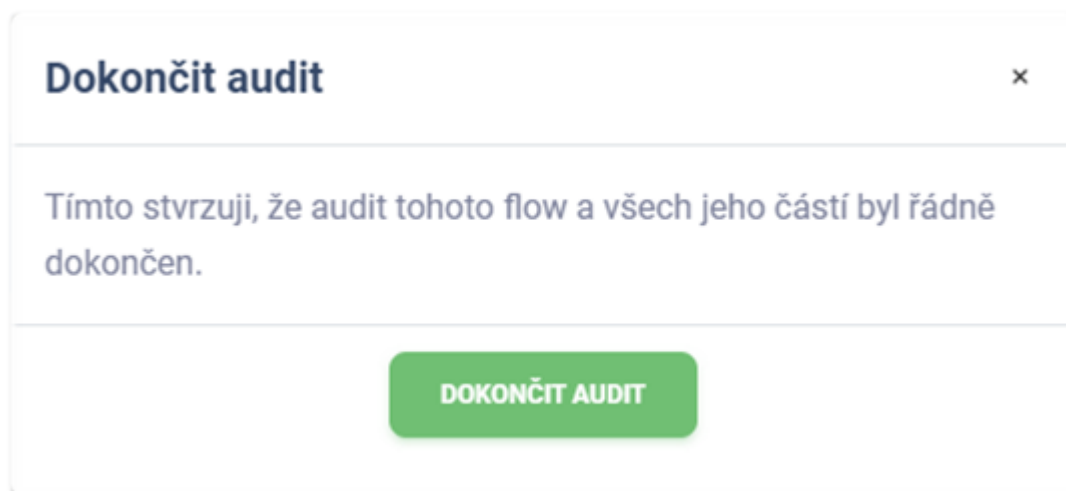 Dokončit audit ×
Tímto stvrzuji, že audit tohoto flow a všech jeho částí byl řádně
dokončen.
DOKONČIT AUDIT